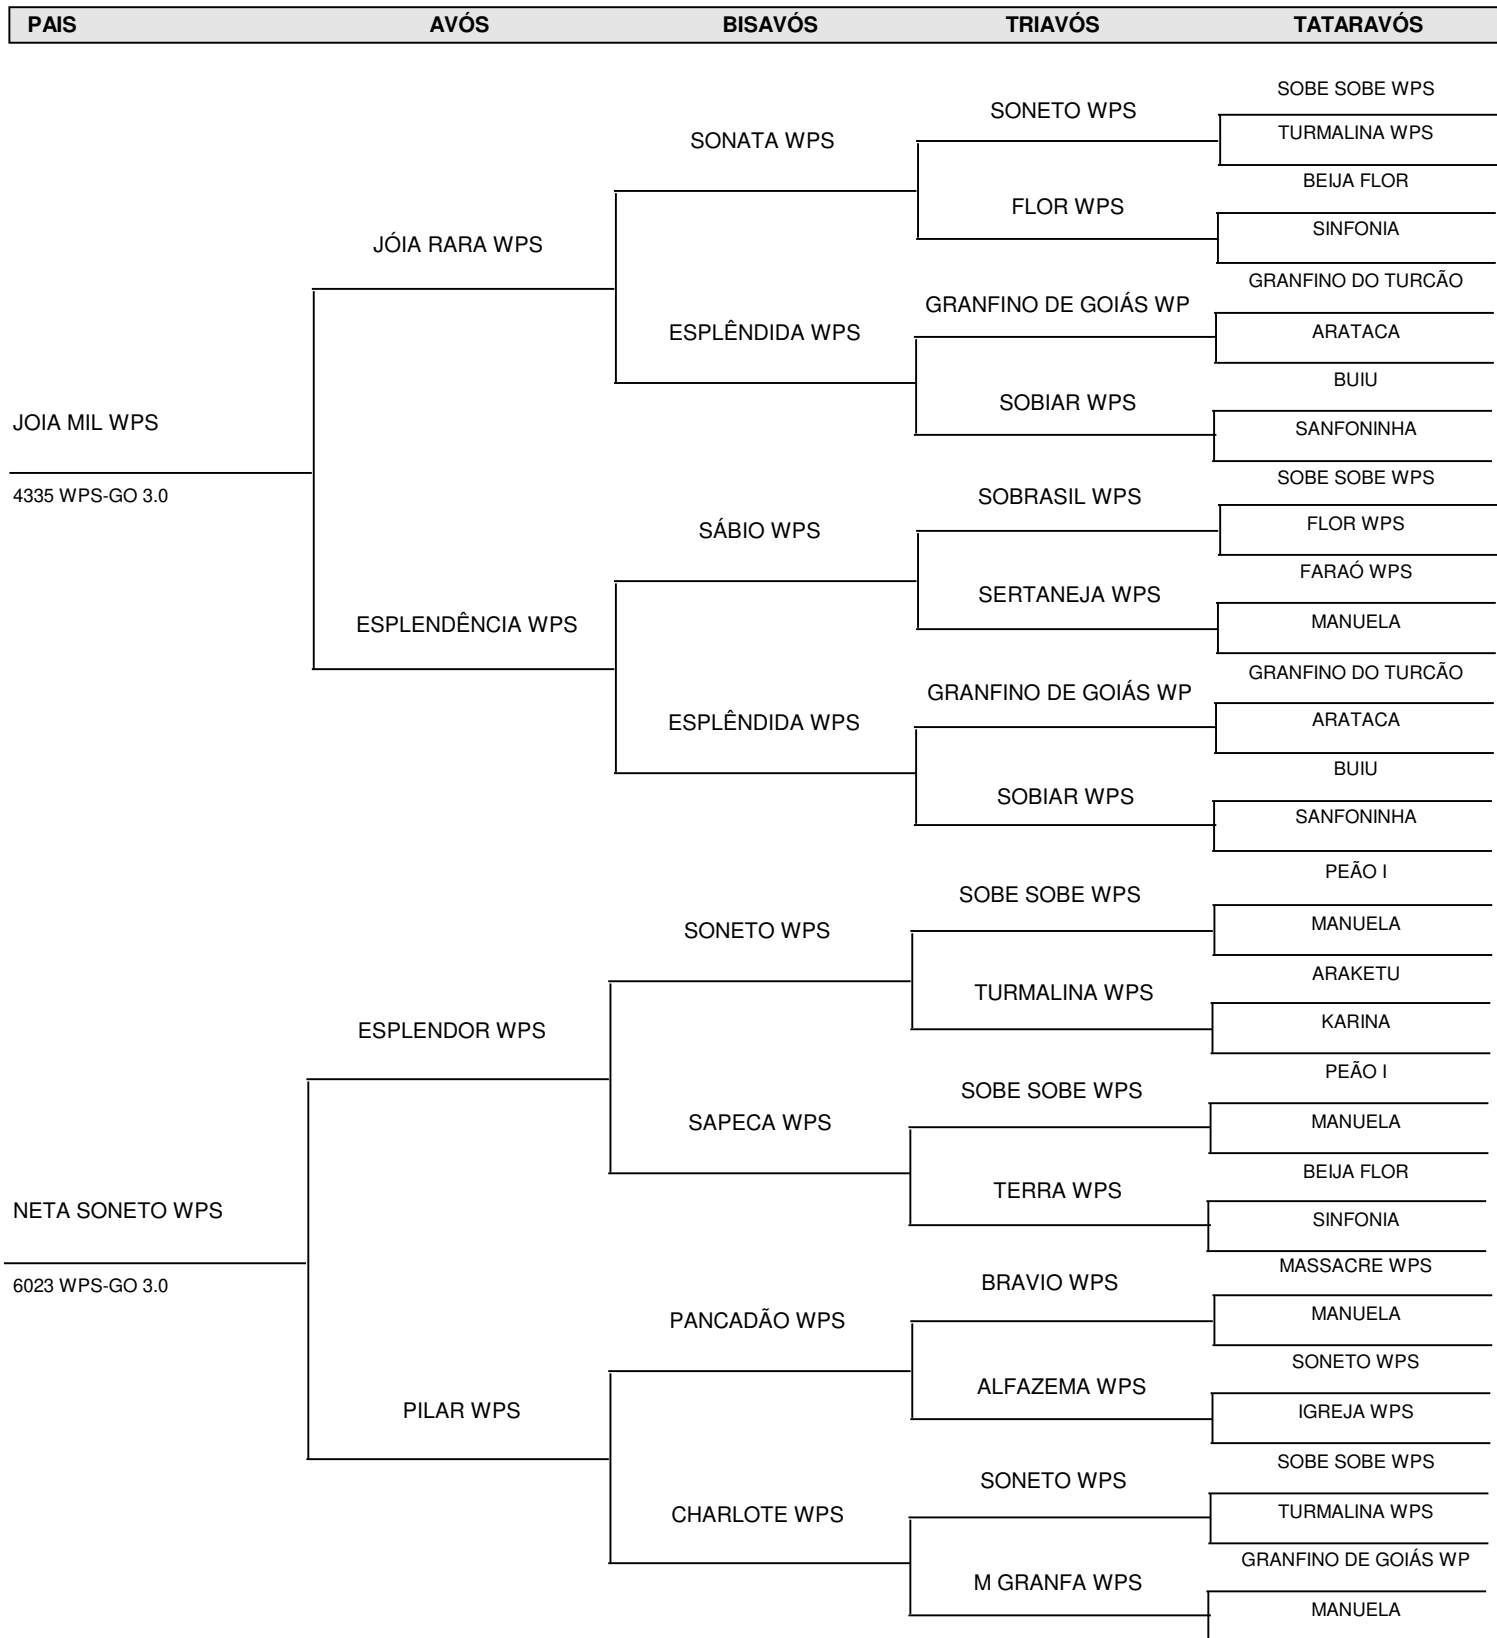 PAIS AVÓS BISAVÓS TRIAVÓS TATARAVÓS
SOBE SOBE WPS
SONETO WPS
TURMALINA WPS
SONATA WPS
BEIJA FLOR
FLOR WPS
SINFONIA
JÓIA RARA WPS
GRANFINO DO TURCÃO
GRANFINO DE GOIÁS WP
ESPLÊNDIDA WPS
ARATACA
BUIU
SOBIAR WPS
JOIA MIL WPS
SANFONINHA
SOBE SOBE WPS
4335 WPS-GO 3.0
SOBRASIL WPS
FLOR WPS
SÁBIO WPS
FARAÓ WPS
SERTANEJA WPS
MANUELA
ESPLENDÊNCIA WPS
GRANFINO DO TURCÃO
GRANFINO DE GOIÁS WP
ARATACA
ESPLÊNDIDA WPS
BUIU
SOBIAR WPS
SANFONINHA
PEÃO I
SOBE SOBE WPS
MANUELA
SONETO WPS
ARAKETU
TURMALINA WPS
KARINA
ESPLENDOR WPS
PEÃO I
SOBE SOBE WPS
MANUELA
SAPECA WPS
BEIJA FLOR
TERRA WPS
NETA SONETO WPS
SINFONIA
MASSACRE WPS
6023 WPS-GO 3.0
BRAVIO WPS
MANUELA
PANCADÃO WPS
SONETO WPS
ALFAZEMA WPS
PILAR WPS
IGREJA WPS
SOBE SOBE WPS
SONETO WPS
TURMALINA WPS
CHARLOTE WPS
GRANFINO DE GOIÁS WP
M GRANFA WPS
MANUELA